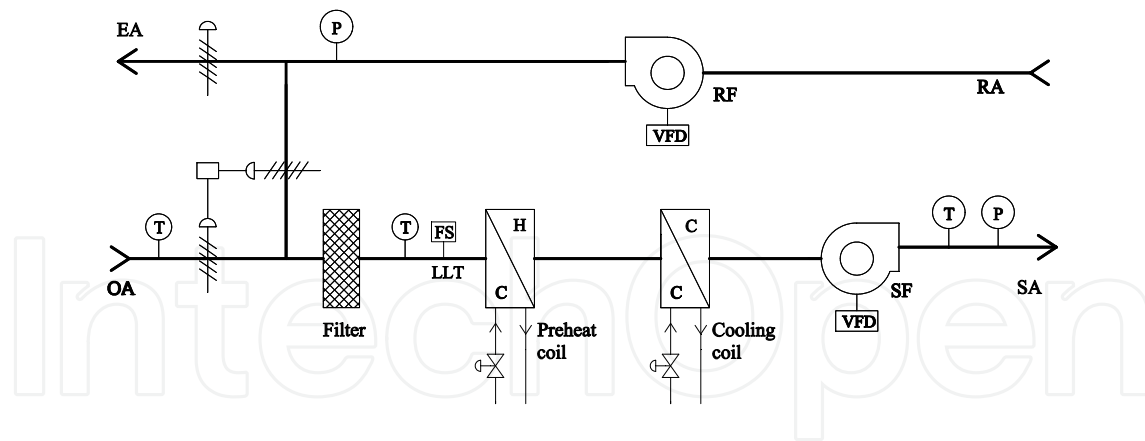 EA
P
RF
RA
VFD
T
T
FS
LLT
H
C
C
C
T
P
OA
SF
SA
VFD
Filter
Preheat
coil
Cooling
coil
IntechOpen